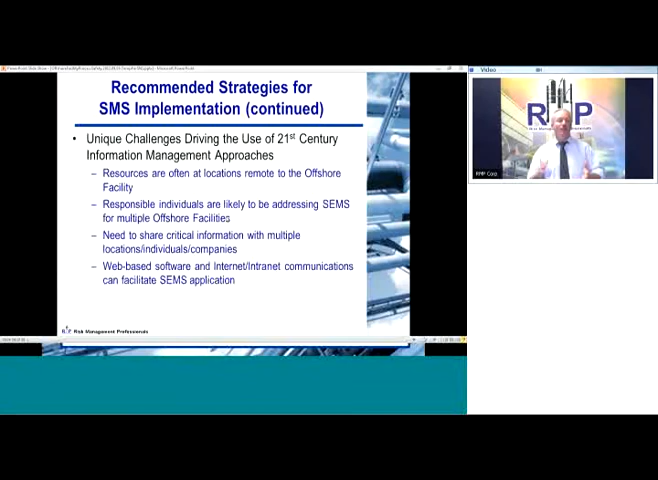 Recommended Strategies for
SMS Implementation (continued)
• Unique Challenges Driving the Use of 21st Century
Information Management Approaches
– Resources are often at locations remote to the Offshore
Facility
– Responsible individuals are likely to be addressing SEMS
for multiple Offshore Facilities
– Need to share critical information with multiple
locations/individuals/companies
– Web-based software and Internet/Intranet communications
can facilitate SEMS application
Risk Management Professionals
Video
Risk Management Professionals
RMP Corp